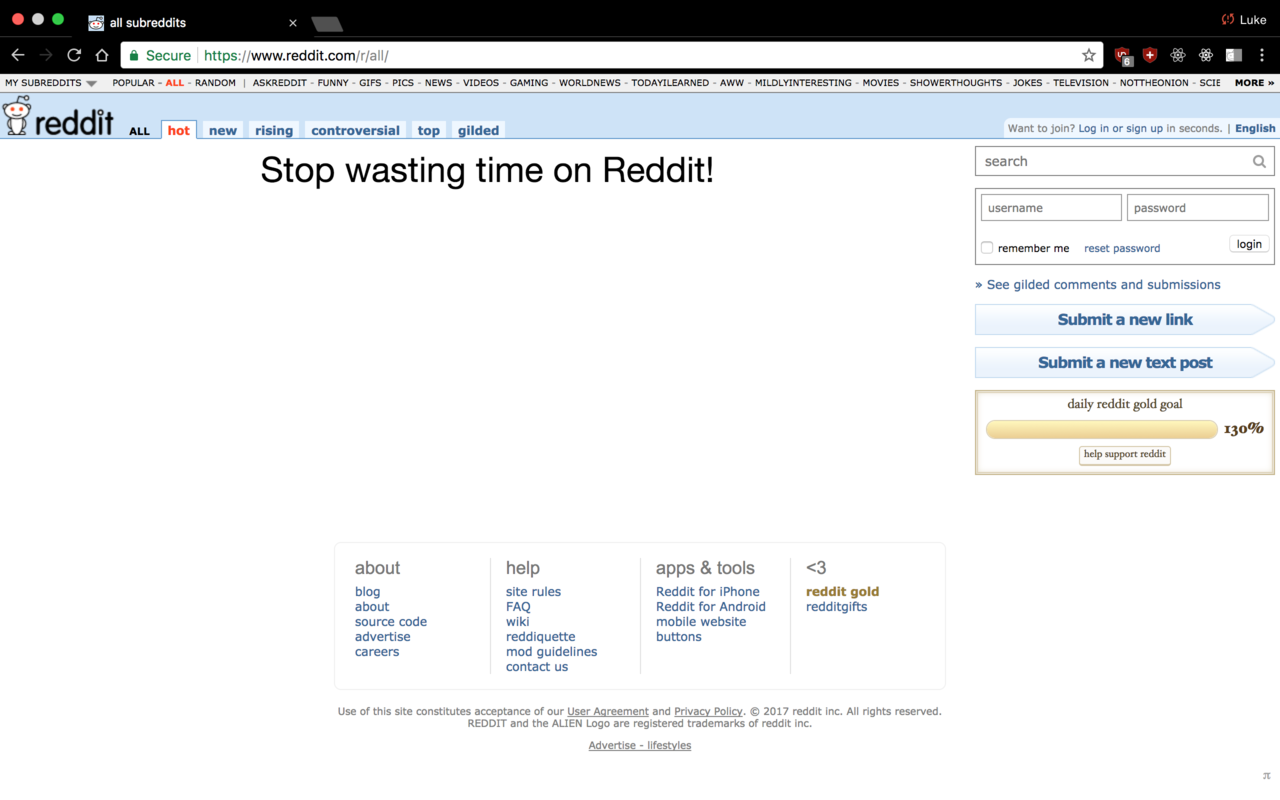 all subreddits
Luke
Secure https://www.reddit.com/r/all/
6
MY SUBREDDITS POPULAR - ALL - RANDOM | ASKREDDIT - FUNNY - GIFS - PICS - NEWS - VIDEOS - GAMING - WORLDNEWS - TODAYILEARNED - AWW - MILDLYINTERESTING - MOVIES - SHOWERTHOUGHTS - JOKES - TELEVISION - NOTTHEONION - SCIE MORE »
reddit ALL hot new rising controversial top gilded
Want to join? Log in or sign up in seconds. | English
Stop wasting time on Reddit!
search
username password
remember me reset password login
» See gilded comments and submissions
Submit a new link
Submit a new text post
daily reddit gold goal
130%
help support reddit
about
blog
about
source code
advertise
careers
help
site rules
FAQ
wiki
reddiquette
mod guidelines
contact us
apps & tools
Reddit for iPhone
Reddit for Android
mobile website
buttons
<3
reddit gold
redditgifts
Use of this site constitutes acceptance of our User Agreement and Privacy Policy. © 2017 reddit inc. All rights reserved.
REDDIT and the ALIEN Logo are registered trademarks of reddit inc.
Advertise - lifestyles
π